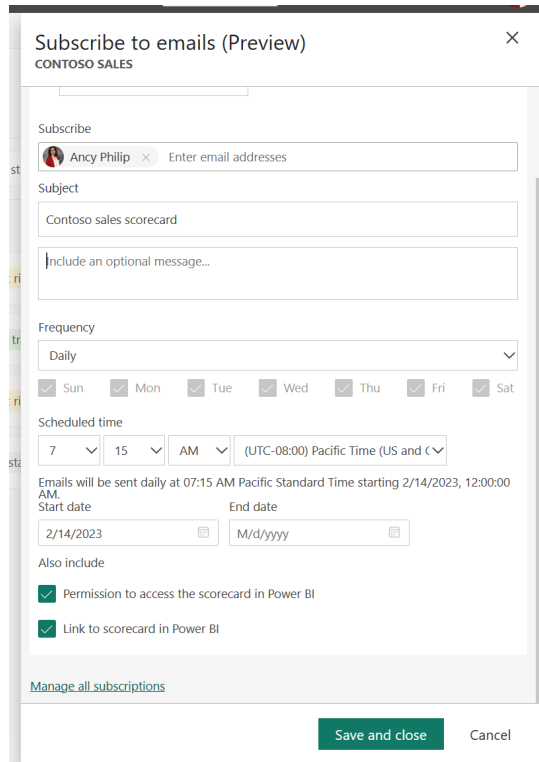 Subscribe to emails (Preview)
CONTOSO SALES
Subscribe
Ancy Philip × Enter email addresses
Subject
Contoso sales scorecard
Include an optional message...
Frequency
Daily
Sun Mon Tue Wed Thu Fri Sat
Scheduled time
7 15 AM (UTC-08:00) Pacific Time (US and C
Emails will be sent daily at 07:15 AM Pacific Standard Time starting 2/14/2023, 12:00:00
AM.
Start date End date
2/14/2023 M/d/yyyy
Also include
Permission to access the scorecard in Power BI
Link to scorecard in Power BI
Manage all subscriptions
Save and close Cancel